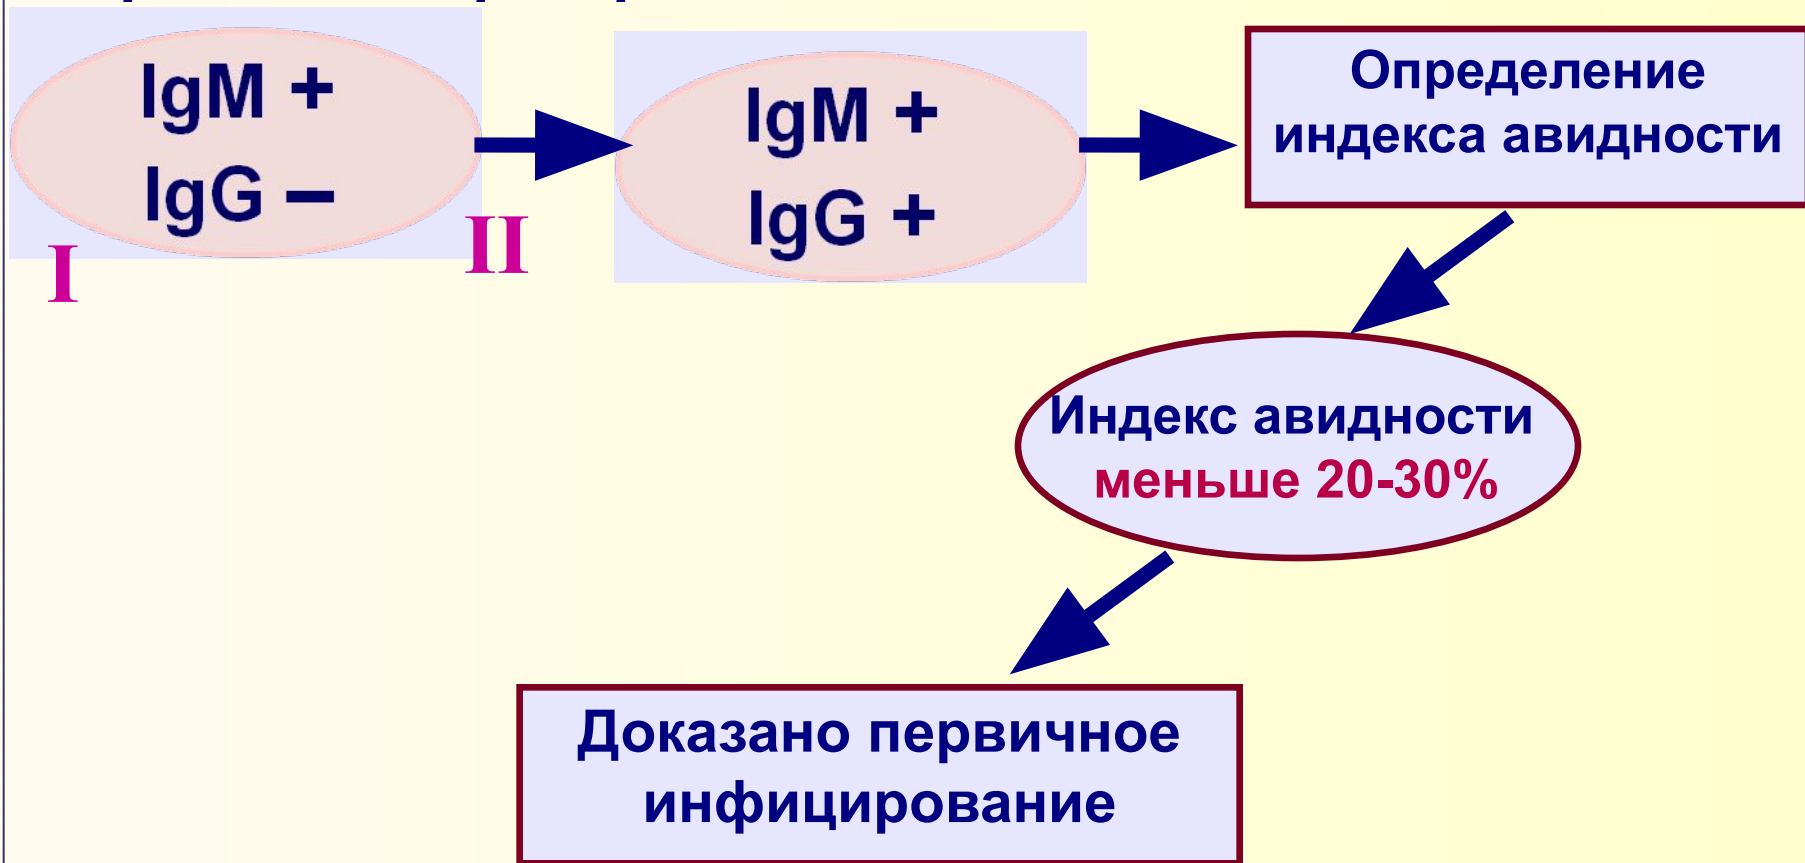 IgM +
IgG –
I
II
IgM +
IgG +
Определение
индекса авидности
Индекс авидности
меньше 20-30%
Доказано первичное
инфицирование